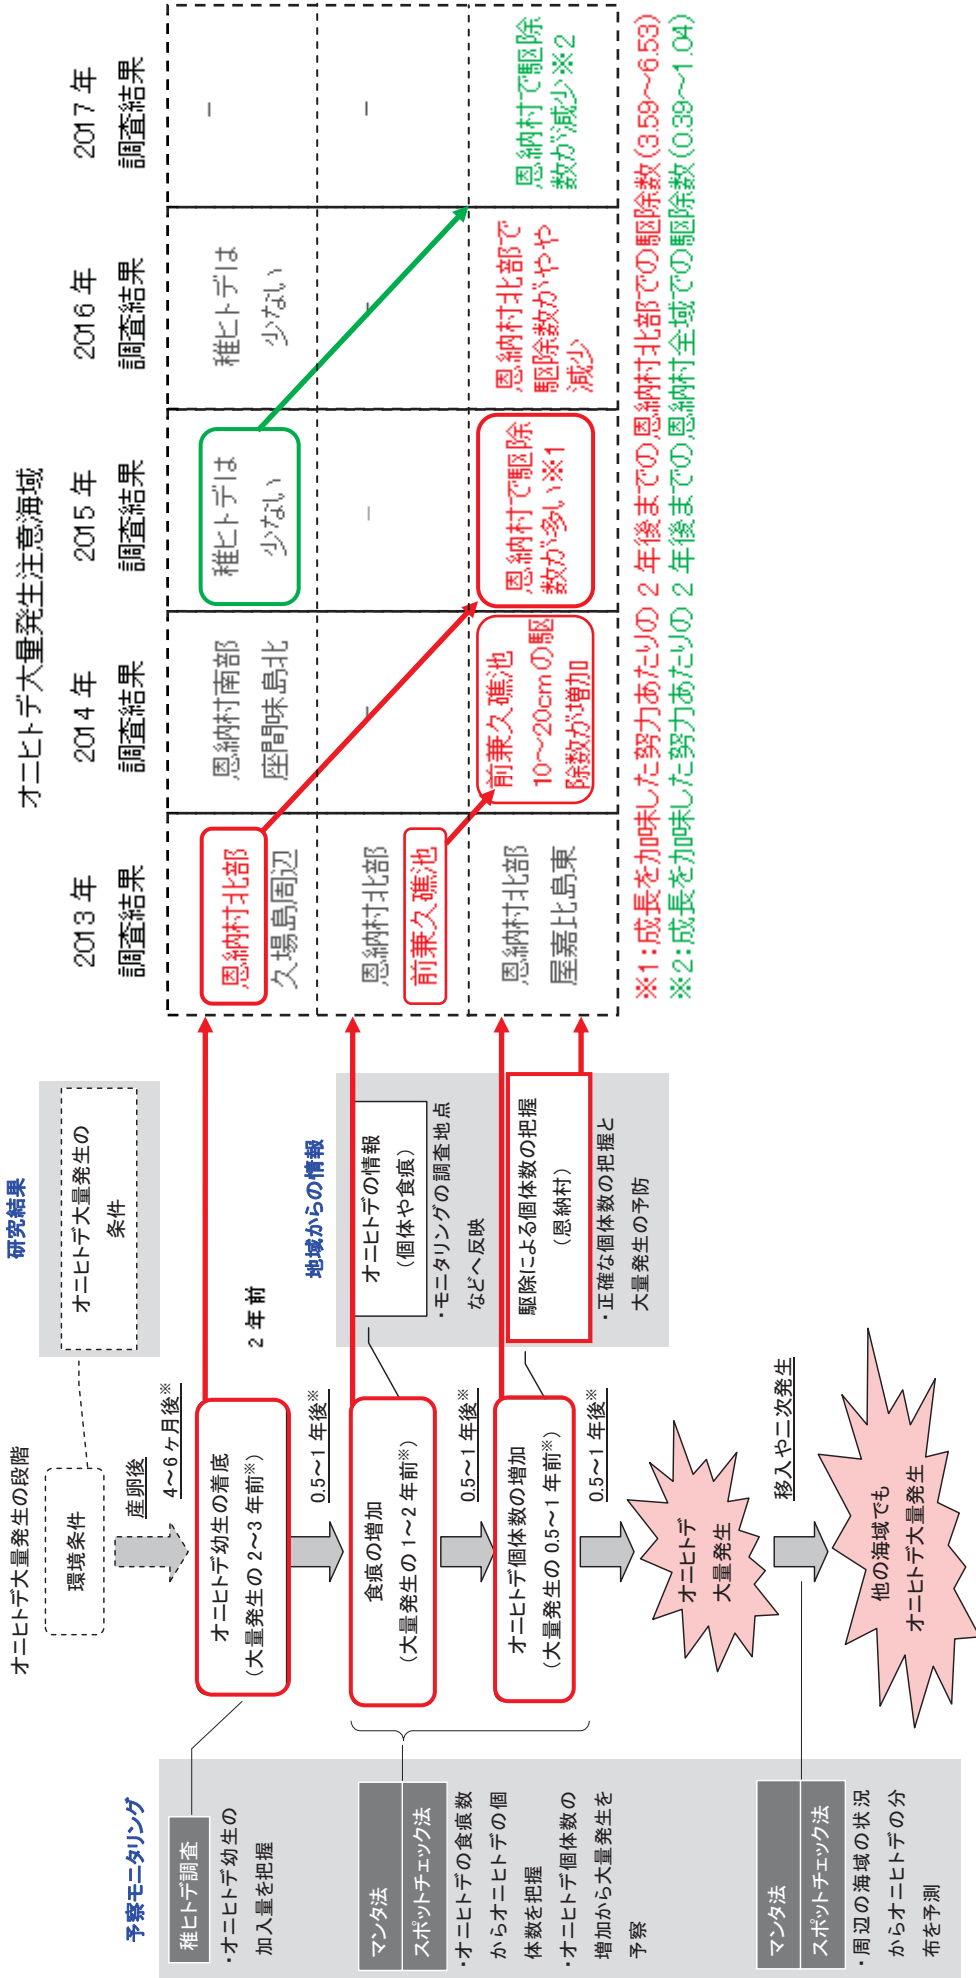 予察モニタリング
稚ヒトデ調査
・オニヒトデ幼生の
加入量を把握
マンタ法
スポットチェック法
・オニヒトデの食痕数
からオニヒトデの個
体数を把握
・オニヒトデ個体数の
増加から大量発生を
予察
マンタ法
スポットチェック法
・周辺の海域の状況
からオニヒトデの分
布を予測
オニヒトデ大量発生の段階
環境条件
産卵後
4～6ヶ月後※
オニヒトデ幼生の着底
(大量発生の2～3年前※)
0.5～1年後※
食痕の増加
(大量発生の1～2年前※)
0.5～1年後※
オニヒトデ個体数の増加
(大量発生の0.5～1年前※)
0.5～1年後※
オニヒトデ
大量発生
移入や二次発生
他の海域でも
オニヒトデ大量発生
研究結果
オニヒトデ大量発生の
条件
2年前
地域からの情報
オニヒトデの情報
(個体や食痕)
・モニタリングの調査地点
などへ反映
駆除による個体数の把握
(恩納村)
・正確な個体数の把握と
大量発生の予防
オニヒトデ大量発生注意海域
2013年
調査結果
2014年
調査結果
2015年
調査結果
2016年
調査結果
2017年
調査結果
恩納村北部
久場島周辺
恩納村南部
座間味島北
稚ヒトデは
少ない
稚ヒトデは
少ない
－
恩納村北部
前兼久礁池
－
－
－
－
恩納村北部
屋嘉比島東
前兼久礁池
10～20cmの駆
除数が増加
恩納村で駆除
数が多い※1
恩納村北部で
駆除数がやや
減少
恩納村で駆除
数が減少※2
※1:成長を加味した努力あたりの2年後までの恩納村北部での駆除数(3.59～6.53)
※2:成長を加味した努力あたりの2年後までの恩納村全域での駆除数(0.39～1.04)